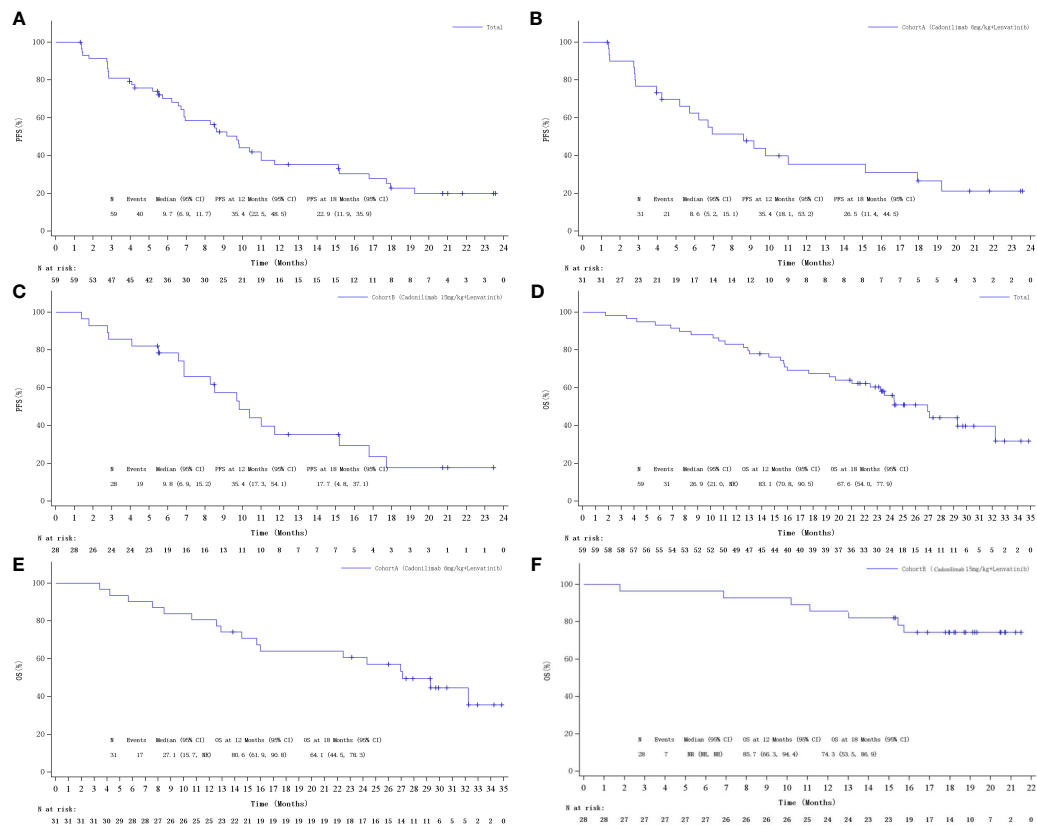 A
Total
100
80
60
40
20
0
PFS(%)
N Events Median (95% CI) PFS at 12 Months (95% CI) PFS at 18 Months (95% CI)
59 40 9.7 (6.9, 11.7) 35.4 (22.5, 48.5) 22.9 (11.9, 35.9)
0 1 2 3 4 5 6 7 8 9 10 11 12 13 14 15 16 17 18 19 20 21 22 23 24
Time (Months)
N at risk:
59 59 53 47 45 42 36 30 30 25 21 19 16 15 15 15 12 11 8 8 7 4 3 3 0
B
CohortA (Cadonilimab 6mg/kg+Lenvatinib)
100
80
60
40
20
0
PFS(%)
N Events Median (95% CI) PFS at 12 Months (95% CI) PFS at 18 Months (95% CI)
31 21 8.6 (5.2, 15.1) 35.4 (18.1, 53.2) 26.5 (11.4, 44.5)
0 1 2 3 4 5 6 7 8 9 10 11 12 13 14 15 16 17 18 19 20 21 22 23 24
Time (Months)
N at risk:
31 31 27 23 21 19 17 14 14 12 10 9 8 8 8 8 8 7 7 5 5 4 2 2 0
C
CohortB (Cadonilimab 15mg/kg+Lenvatinib)
100
80
60
40
20
0
PFS(%)
N Events Median (95% CI) PFS at 12 Months (95% CI) PFS at 18 Months (95% CI)
28 19 9.8 (6.9, 15.2) 35.4 (17.3, 54.1) 17.7 (4.8, 37.1)
0 1 2 3 4 5 6 7 8 9 10 11 12 13 14 15 16 17 18 19 20 21 22 23 24
Time (Months)
N at risk:
28 28 26 24 24 23 19 16 16 13 11 10 8 7 7 7 5 4 3 3 3 1 1 1 0
D
Total
100
80
60
40
20
0
OS(%)
N Events Median (95% CI) OS at 12 Months (95% CI) OS at 18 Months (95% CI)
59 31 26.9 (21.0, NR) 83.1 (70.8, 90.5) 67.6 (54.0, 77.9)
0 1 2 3 4 5 6 7 8 9 10 11 12 13 14 15 16 17 18 19 20 21 22 23 24 25 26 27 28 29 30 31 32 33 34 35
Time (Months)
N at risk:
59 59 58 58 57 56 55 54 53 52 52 50 49 47 45 44 40 40 39 39 37 36 33 30 24 18 15 14 11 11 6 5 5 2 2 0
E
CohortA (Cadonilimab 6mg/kg+Lenvatinib)
100
80
60
40
20
0
OS(%)
N Events Median (95% CI) OS at 12 Months (95% CI) OS at 18 Months (95% CI)
31 17 27.1 (15.7, NR) 80.6 (61.9, 90.8) 64.1 (44.5, 78.3)
0 1 2 3 4 5 6 7 8 9 10 11 12 13 14 15 16 17 18 19 20 21 22 23 24 25 26 27 28 29 30 31 32 33 34 35
Time (Months)
N at risk:
31 31 31 31 30 29 28 28 27 26 26 25 25 23 22 21 19 19 19 19 19 19 19 18 18 17 16 14 11 11 6 5 5 2 2 0
F
CohortB (Cadonilimab 15mg/kg+Lenvatinib)
100
80
60
40
20
0
OS(%)
N Events Median (95% CI) OS at 12 Months (95% CI) OS at 18 Months (95% CI)
28 7 NR (NR, NR) 85.7 (66.3, 94.4) 74.3 (53.5, 86.9)
0 1 2 3 4 5 6 7 8 9 10 11 12 13 14 15 16 17 18 19 20 21 22
Time (Months)
N at risk:
28 28 27 27 27 27 27 26 26 26 26 25 24 24 23 23 19 17 14 10 7 2 0